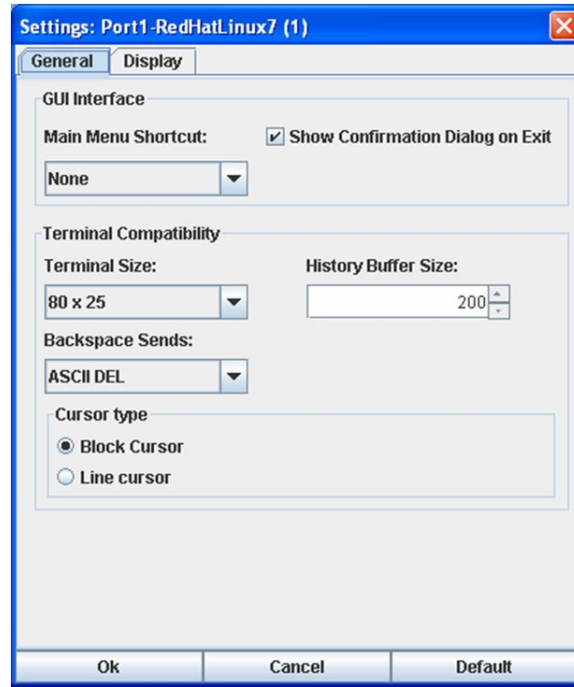 Settings: Port1-RedHatLinux7 (1)
General Display
GUI Interface
Main Menu Shortcut: Show Confirmation Dialog on Exit
None
Terminal Compatibility
Terminal Size: History Buffer Size:
80 x 25 200
Backspace Sends:
ASCII DEL
Cursor type
Block Cursor
Line cursor
Ok Cancel Default